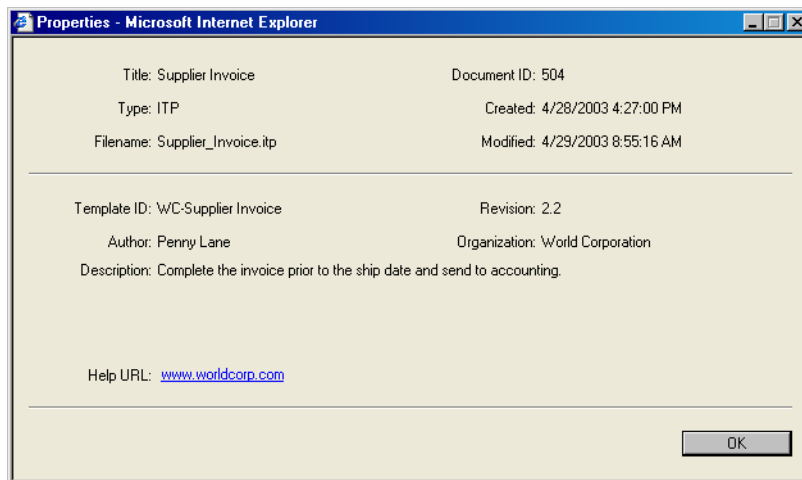 Properties - Microsoft Internet Explorer
Title: Supplier Invoice Document ID: 504
Type: ITP Created: 4/28/2003 4:27:00 PM
Filename: Supplier_Invoice.itp Modified: 4/29/2003 8:55:16 AM
Template ID: WC-Supplier Invoice Revision: 2.2
Author: Penny Lane Organization: World Corporation
Description: Complete the invoice prior to the ship date and send to accounting.
Help URL: www.worldcorp.com
OK